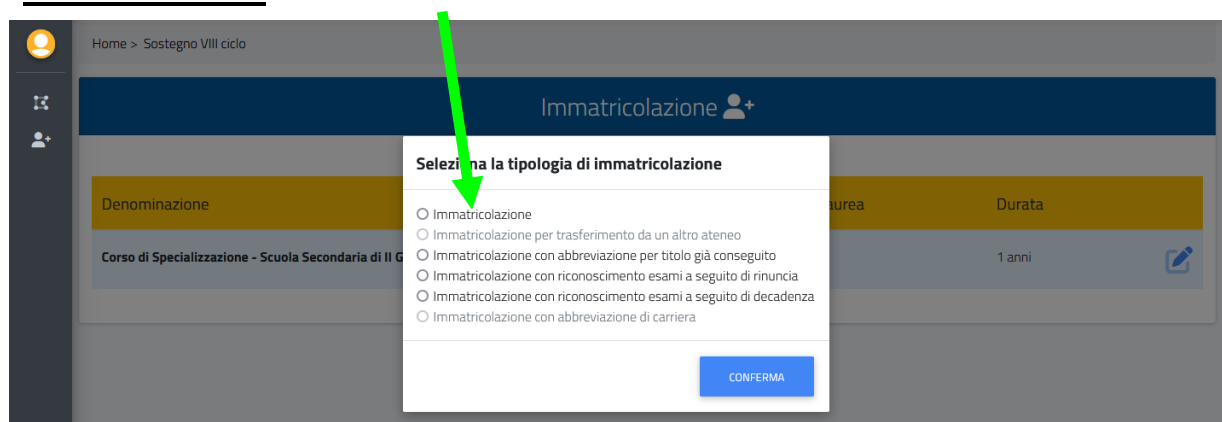 Home > Sostegno VIII ciclo
Immatricolazione
Seleziona la tipologia di immatricolazione
Denominazione
aurea
Durata
Immatricolazione
Immatricolazione per trasferimento da un altro ateneo
Immatricolazione con abbreviazione per titolo già conseguito
Immatricolazione con riconoscimento esami a seguito di rinuncia
Immatricolazione con riconoscimento esami a seguito di decadenza
Immatricolazione con abbreviazione di carriera
Corso di Specializzazione - Scuola Secondaria di II G
1 anni
CONFERMA